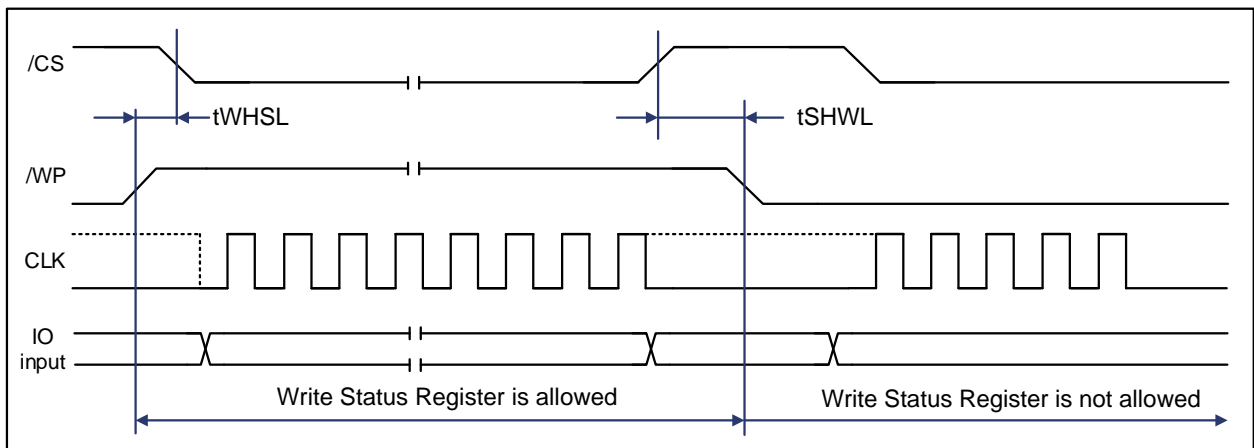 /CS
tWHSL
tSHWL
/WP
CLK
IO
input
Write Status Register is allowed
Write Status Register is not allowed